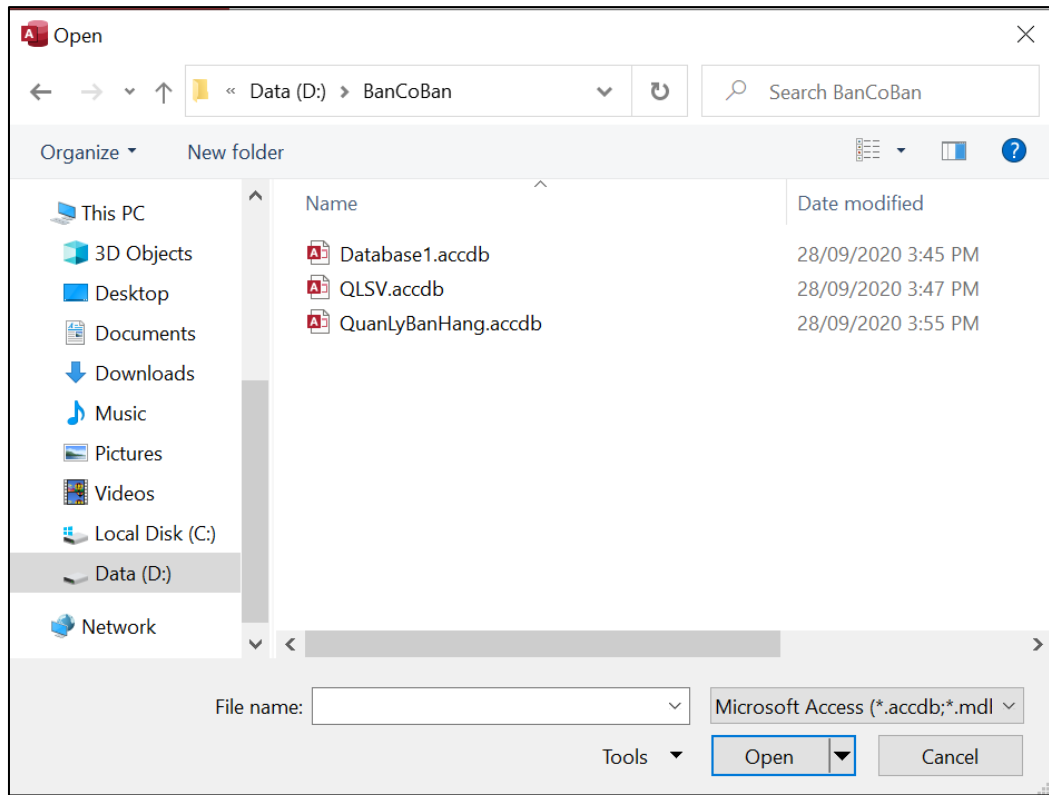 Open
« Data (D:) > BanCoBan
Search BanCoBan
Organize
New folder
?
This PC
3D Objects
Desktop
Documents
Downloads
Music
Pictures
Videos
Local Disk (C:)
Data (D:)
Network
Name
Date modified
Database1.accdb 28/09/2020 3:45 PM
QLSV.accdb 28/09/2020 3:47 PM
QuanLyBanHang.accdb 28/09/2020 3:55 PM
File name:
Microsoft Access (*.accdb;*.mdl
Tools
Open
Cancel